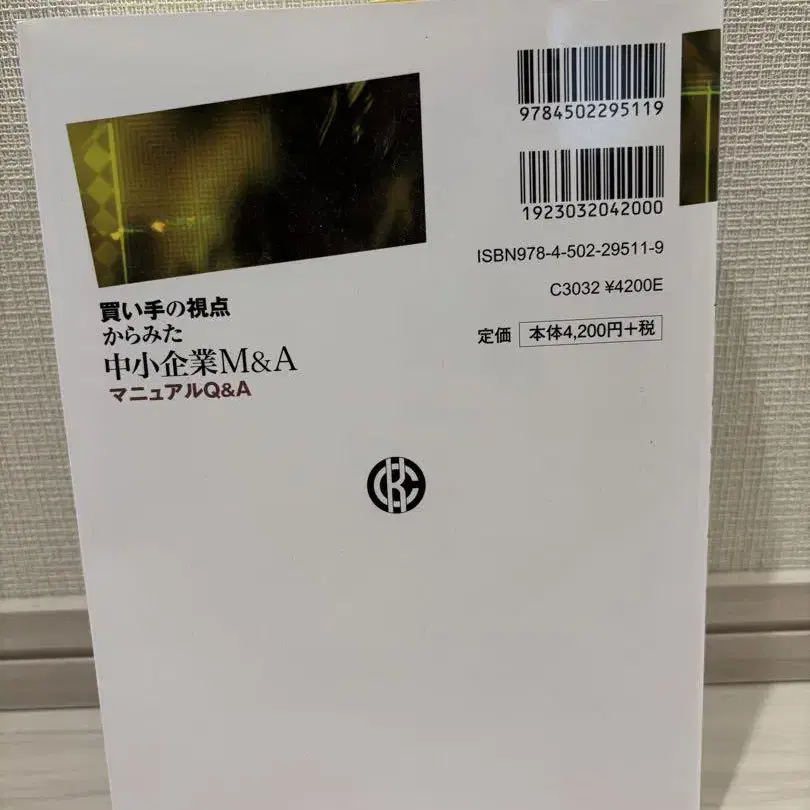 9784502295119
1923032042000
ISBN978-4-502-29511-9
C3032 ¥4200E
定価 本体4,200円+税
買い手の視点
からみた
中小企業M&A
マニュアルQ&A